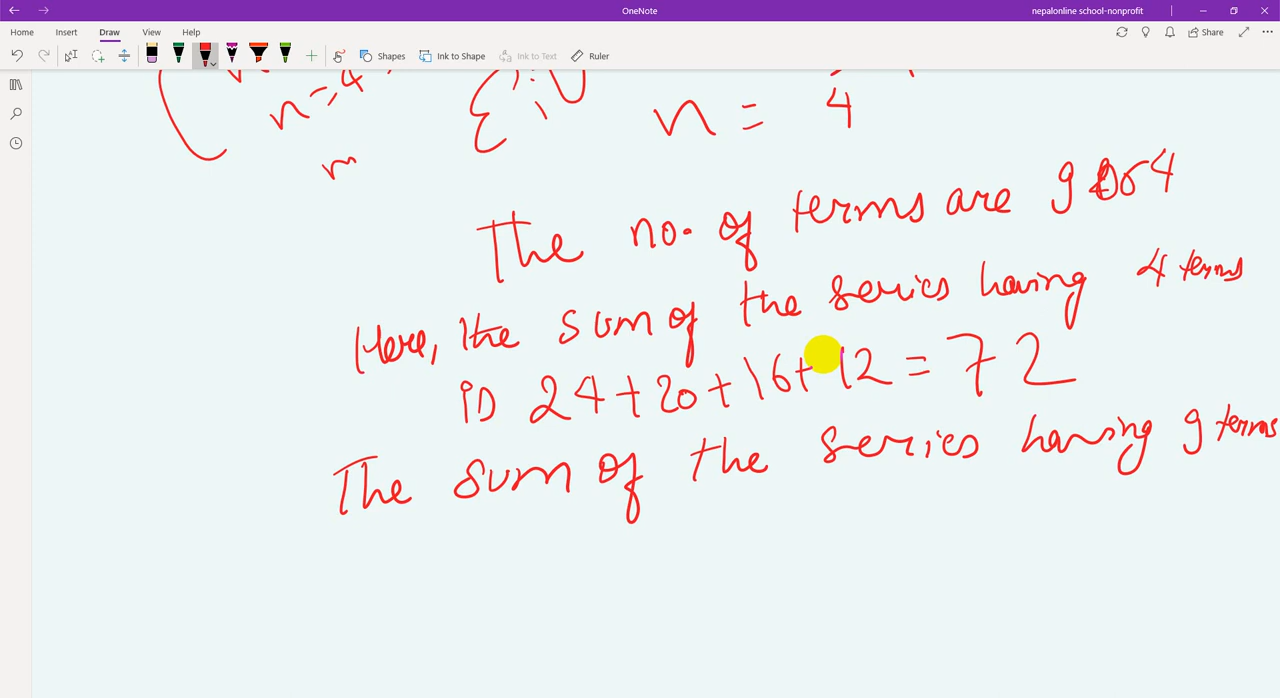 OneNote
nepalonline school-nonprofit
Home Insert Draw View Help
Shapes Ink to Shape Ink to Text Ruler
Share
n = 4
n = 4
The no. of terms are 9 or 4
Here, the sum of the series having 4 terms
is 24+20+16+12=72
The sum of the series having 9 terms